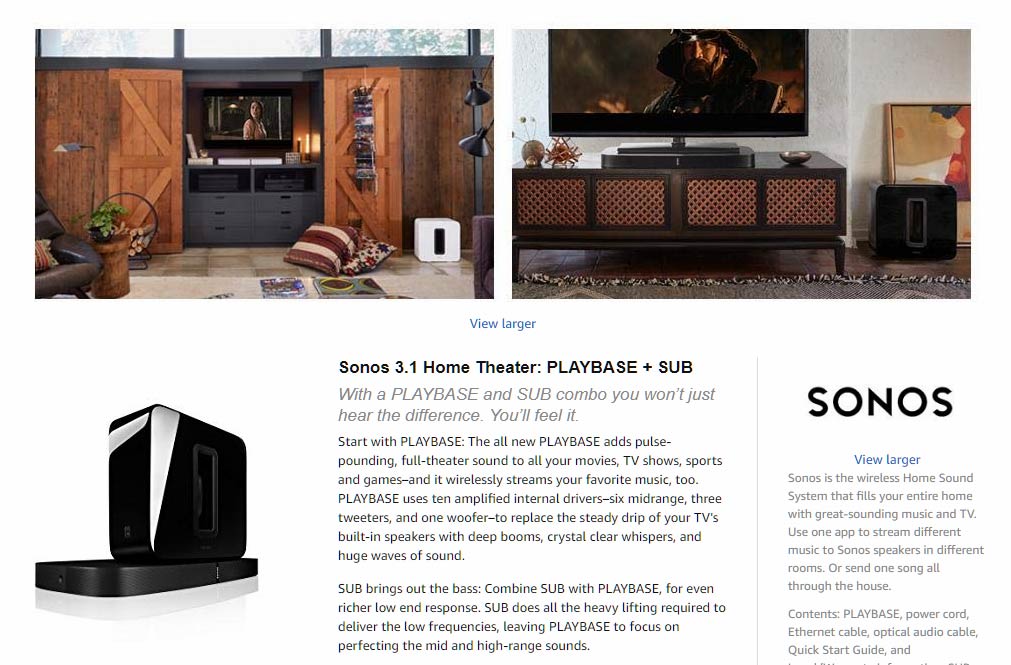 View larger
Sonos 3.1 Home Theater: PLAYBASE + SUB
With a PLAYBASE and SUB combo you won't just
hear the difference. You'll feel it.
Start with PLAYBASE: The all new PLAYBASE adds pulse-
pounding, full-theater sound to all your movies, TV shows, sports
and games–and it wirelessly streams your favorite music, too.
PLAYBASE uses ten amplified internal drivers–six midrange, three
tweeters, and one woofer–to replace the steady drip of your TV's
built-in speakers with deep booms, crystal clear whispers, and
huge waves of sound.
SUB brings out the bass: Combine SUB with PLAYBASE, for even
richer low end response. SUB does all the heavy lifting required to
deliver the low frequencies, leaving PLAYBASE to focus on
perfecting the mid and high-range sounds.
SONOS
View larger
Sonos is the wireless Home Sound
System that fills your entire home
with great-sounding music and TV.
Use one app to stream different
music to Sonos speakers in different
rooms. Or send one song all
through the house.
Contents: PLAYBASE, power cord,
Ethernet cable, optical audio cable,
Quick Start Guide, and